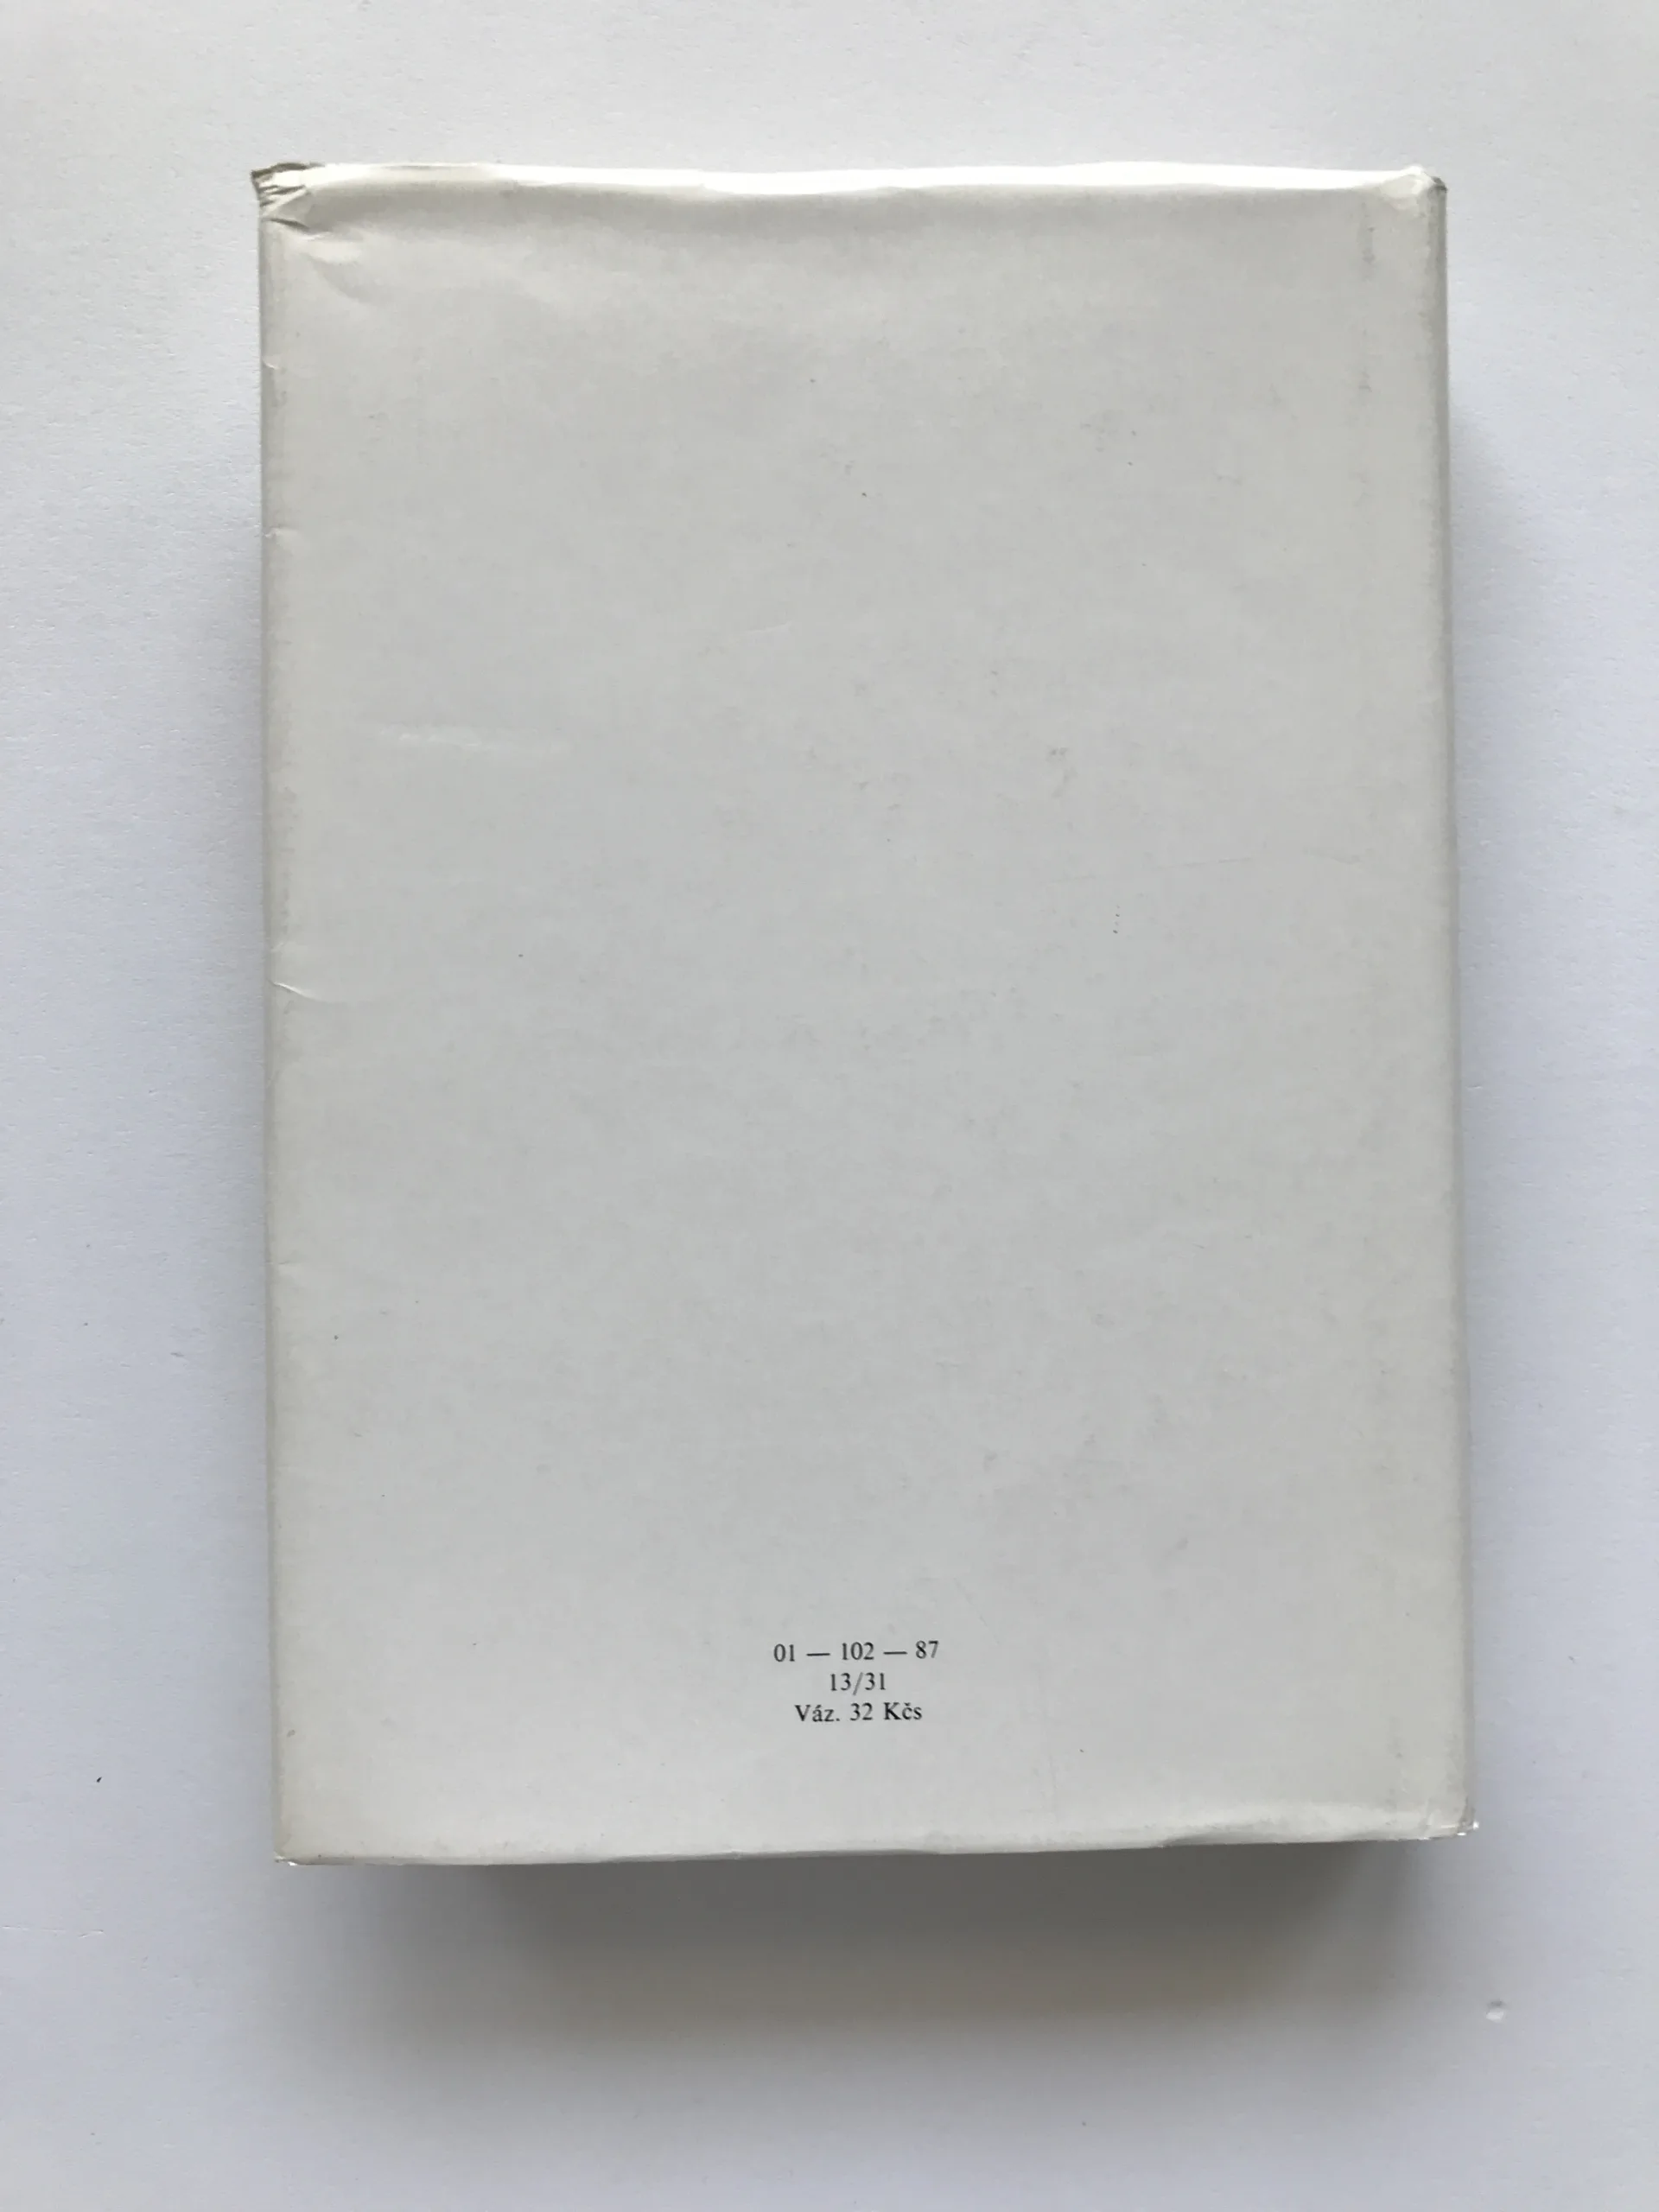 01 — 102 — 87
13/31
Váz. 32 Kčs